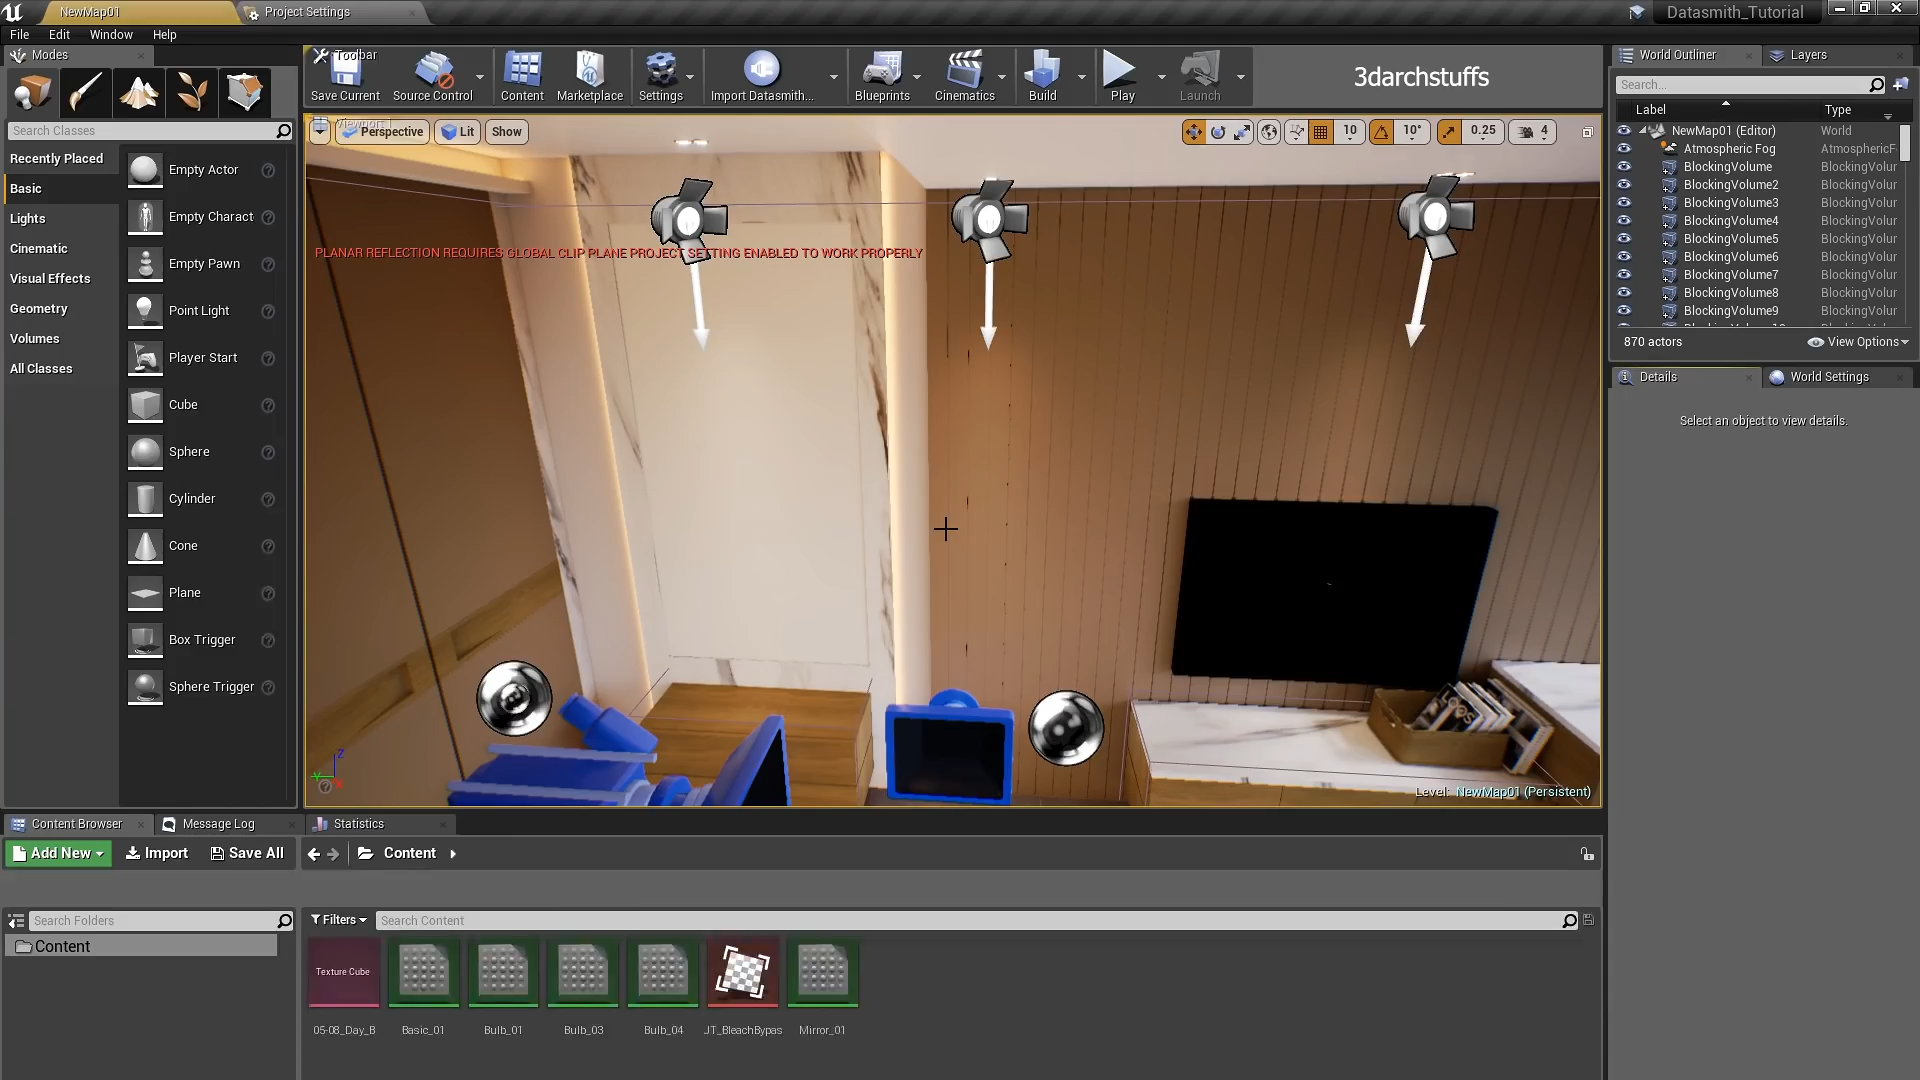 NewMap01
Project Settings
Datasmith_Tutorial
File Edit Window Help
Modes
Toolbar
World Outliner
Layers
Save Current
Source Control
Content
Marketplace
Settings
Import Datasmith...
Blueprints
Cinematics
Build
Play
Launch
3darchstuffs
Search...
Label
Type
Search Classes
Perspective
Lit
Show
10
10°
0.25
4
NewMap01 (Editor) World
Atmospheric Fog AtmosphericF
BlockingVolume BlockingVolur
BlockingVolume2 BlockingVolur
BlockingVolume3 BlockingVolur
BlockingVolume4 BlockingVolur
BlockingVolume5 BlockingVolur
BlockingVolume6 BlockingVolur
BlockingVolume7 BlockingVolur
BlockingVolume8 BlockingVolur
BlockingVolume9 BlockingVolur
870 actors
View Options
Details
World Settings
Select an object to view details.
Recently Placed
Basic
Lights
Cinematic
Visual Effects
Geometry
Volumes
All Classes
Empty Actor
Empty Charact
Empty Pawn
Point Light
Player Start
Cube
Sphere
Cylinder
Cone
Plane
Box Trigger
Sphere Trigger
PLANAR REFLECTION REQUIRES GLOBAL CLIP PLANE PROJECT SETTING ENABLED TO WORK PROPERLY
LOOPS
Z
Level: NewMap01 (Persistent)
Content Browser
Message Log
Statistics
Add New
Import
Save All
Content
Search Folders
Filters
Search Content
Content
Texture Cube
05-08_Day_B
Basic_01
Bulb_01
Bulb_03
Bulb_04
JT_BleachBypas
Mirror_01